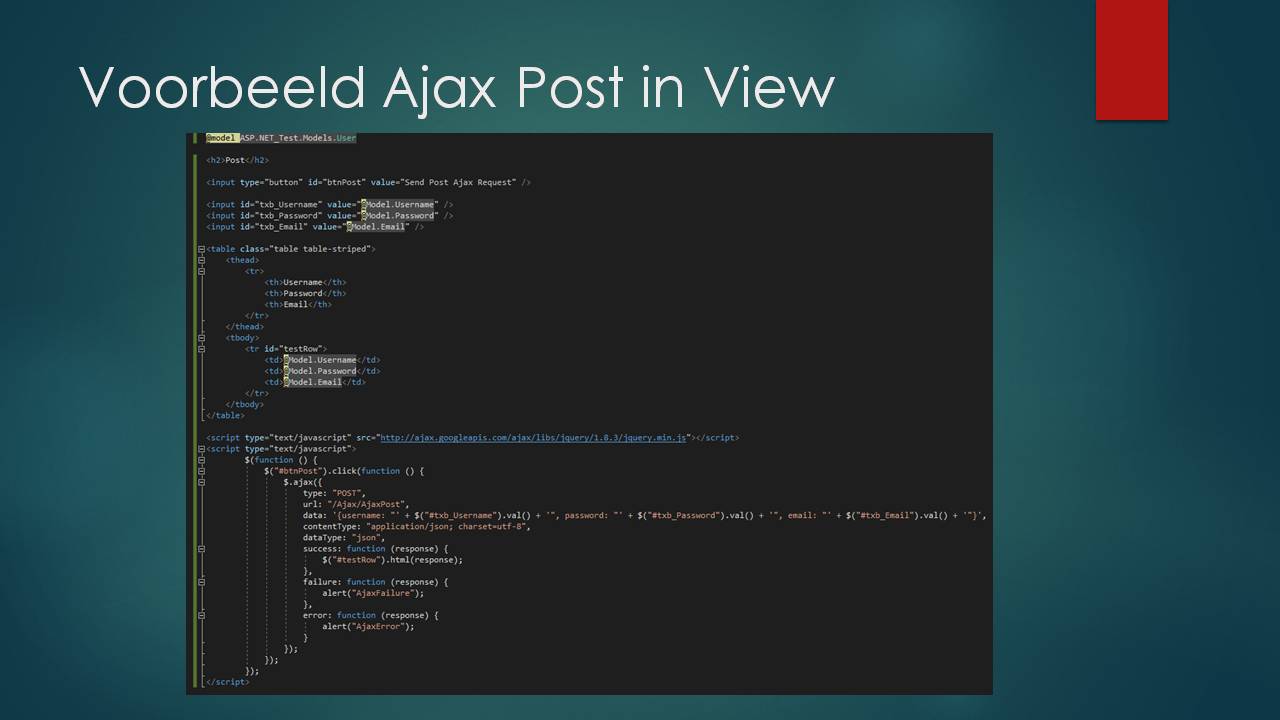 Voorbeeld Ajax Post in View
@model ASP.NET_Test.Models.User
<h2>Post</h2>
<input type="button" id="btnPost" value="Send Post Ajax Request" />
<input id="txb_Username" value="@Model.Username" />
<input id="txb_Password" value="@Model.Password" />
<input id="txb_Email" value="@Model.Email" />
<table class="table table-striped">
<thead>
<tr>
<th>Username</th>
<th>Password</th>
<th>Email</th>
</tr>
</thead>
<tbody>
<tr id="testRow">
<td>@Model.Username</td>
<td>@Model.Password</td>
<td>@Model.Email</td>
</tr>
</tbody>
</table>
<script type="text/javascript" src="http://ajax.googleapis.com/ajax/libs/jquery/1.8.3/jquery.min.js"></script>
<script type="text/javascript">
$(function () {
$("#btnPost").click(function () {
$.ajax({
type: "POST",
url: "/Ajax/AjaxPost",
data: '{username: "' + $("#txb_Username").val() + '", password: "' + $("#txb_Password").val() + '", email: "' + $("#txb_Email").val() + '"}',
contentType: "application/json; charset=utf-8",
dataType: "json",
success: function (response) {
$("#testRow").html(response);
},
failure: function (response) {
alert("AjaxFailure");
},
error: function (response) {
alert("AjaxError");
}
});
});
});
</script>